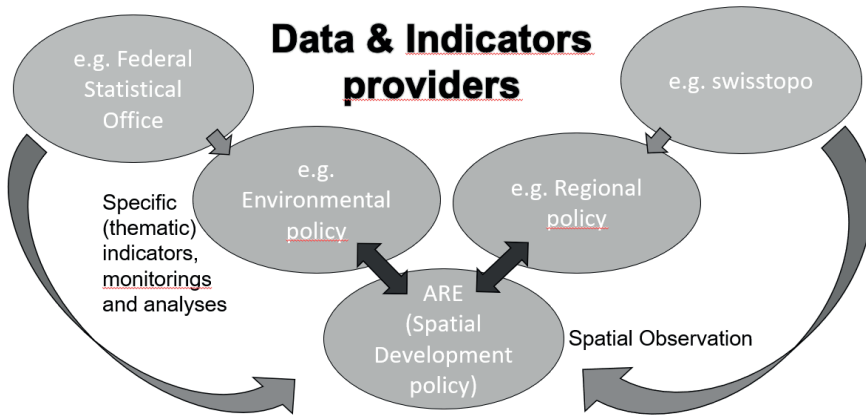 Data & Indicators
providers
e.g. Federal
Statistical
Office
e.g. swisstopo
e.g.
Environmental
policy
e.g. Regional
policy
Specific
(thematic)
indicators,
monitorings
and analyses
ARE
(Spatial
Development
policy)
Spatial Observation